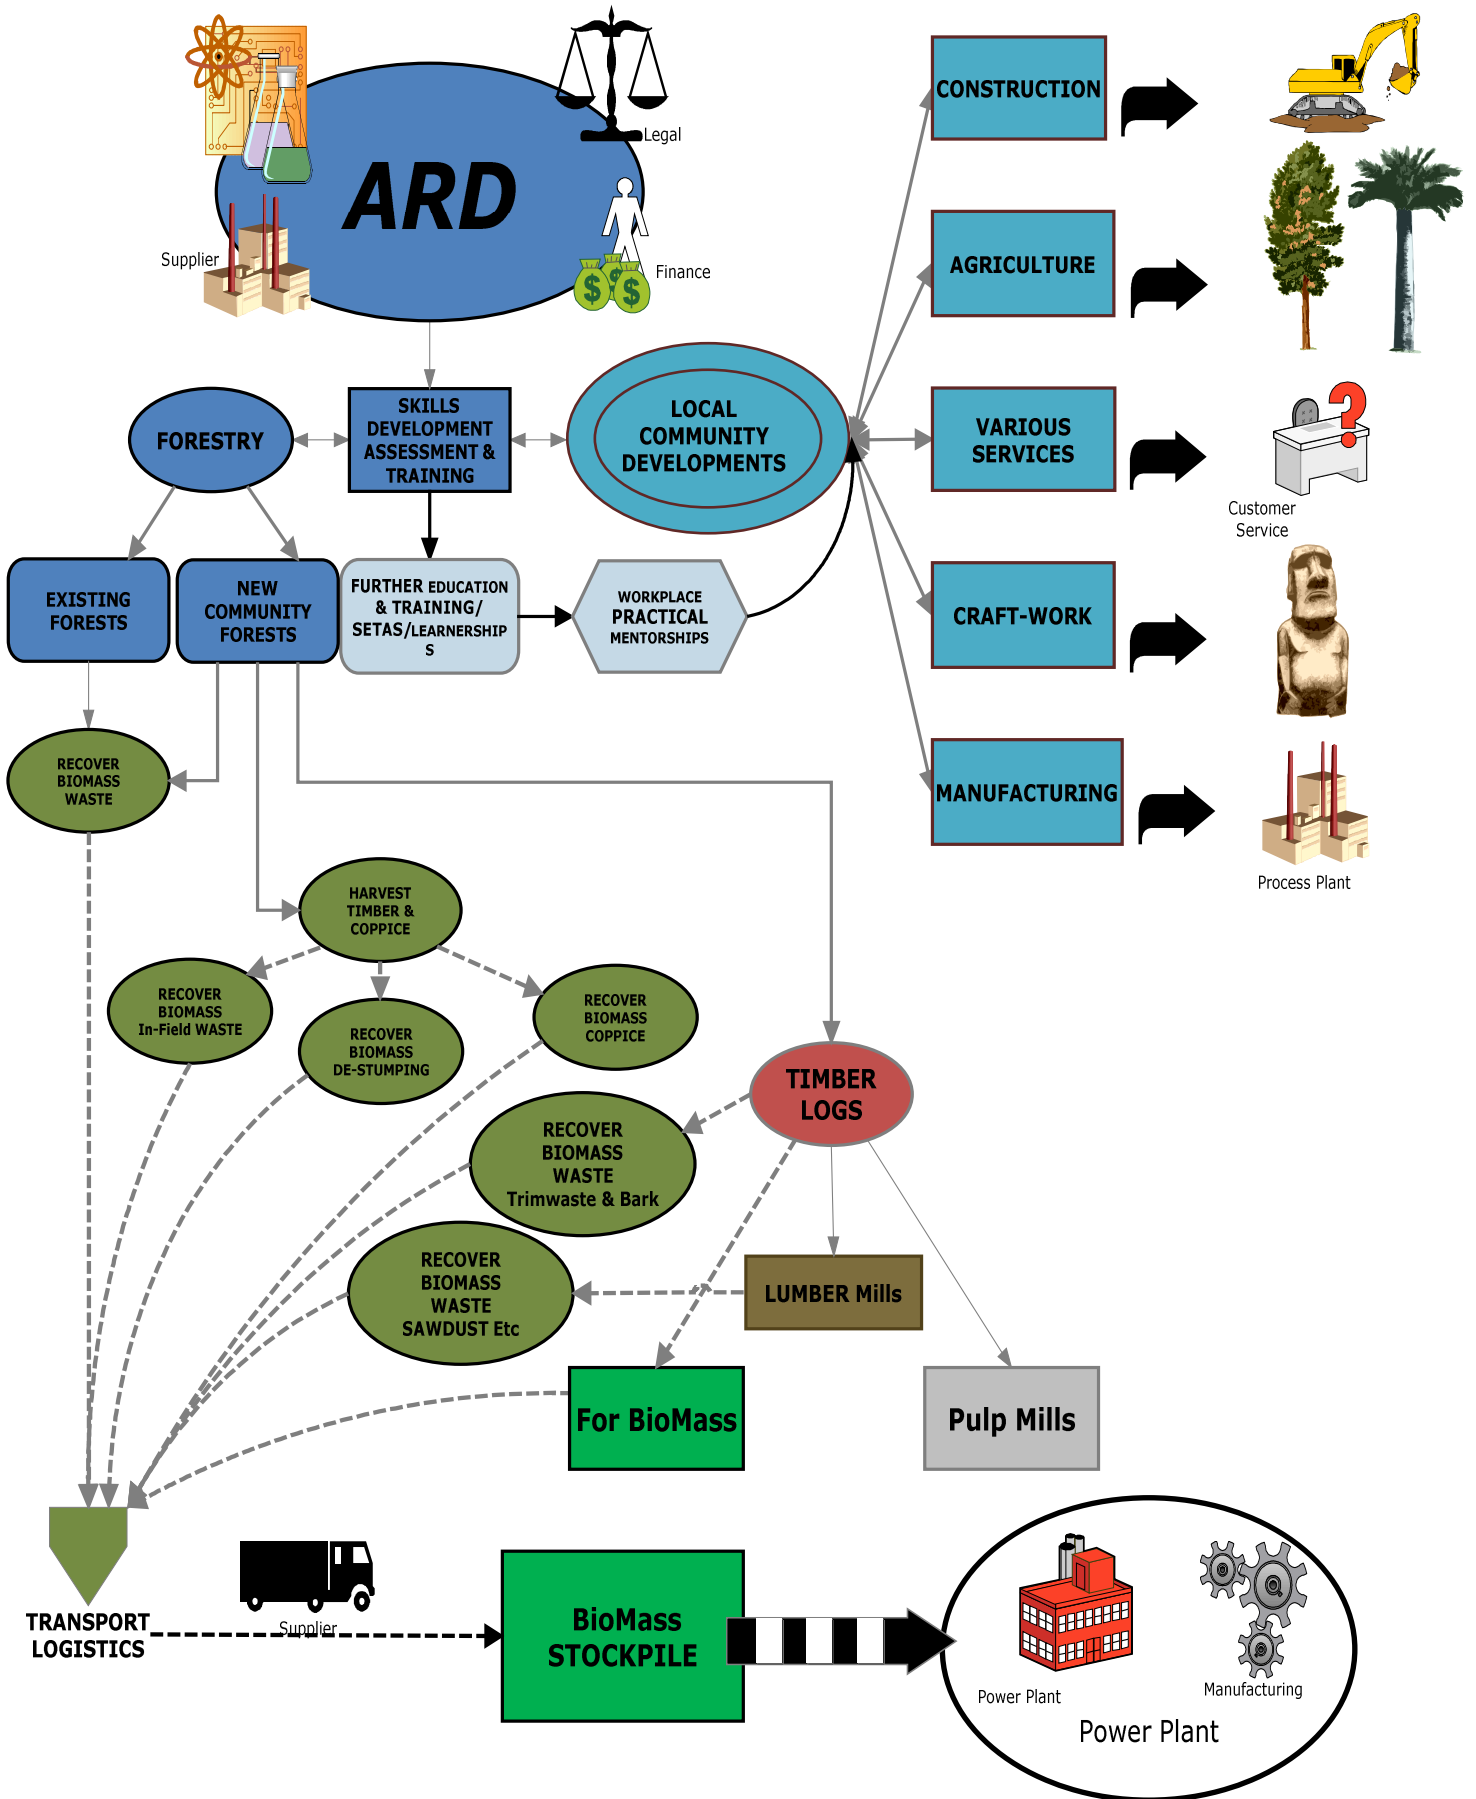 ARD
Legal
Supplier
Finance
CONSTRUCTION
AGRICULTURE
VARIOUS
SERVICES
Customer
Service
CRAFT-WORK
MANUFACTURING
Process Plant
FORESTRY
SKILLS
DEVELOPMENT
ASSESSMENT &
TRAINING
LOCAL
COMMUNITY
DEVELOPMENTS
EXISTING
FORESTS
NEW
COMMUNITY
FORESTS
FURTHER EDUCATION
& TRAINING/
SETAS/LEARNERSHIP
S
WORKPLACE
PRACTICAL
MENTORSHIPS
RECOVER
BIOMASS
WASTE
HARVEST
TIMBER &
COPPICE
RECOVER
BIOMASS
In-Field WASTE
RECOVER
BIOMASS
DE-STUMPING
RECOVER
BIOMASS
COPPICE
TIMBER
LOGS
RECOVER
BIOMASS
WASTE
Trimwaste & Bark
RECOVER
BIOMASS
WASTE
SAWDUST Etc
LUMBER Mills
For BioMass
Pulp Mills
TRANSPORT
LOGISTICS
Supplier
BioMass
STOCKPILE
Power Plant
Manufacturing
Power Plant